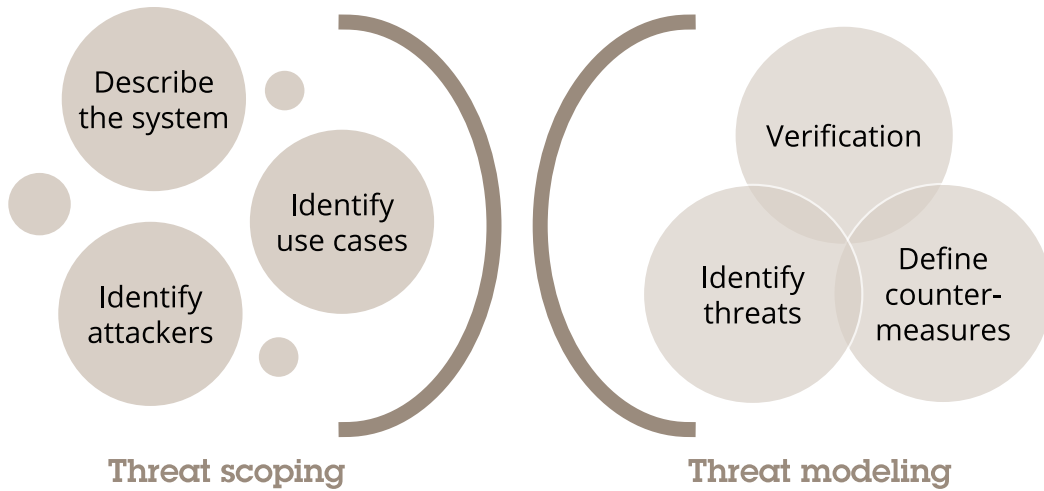 Describe
the system
Identify
use cases
Identify
attackers
Threat scoping
Verification
Identify
threats
Define
counter-
measures
Threat modeling